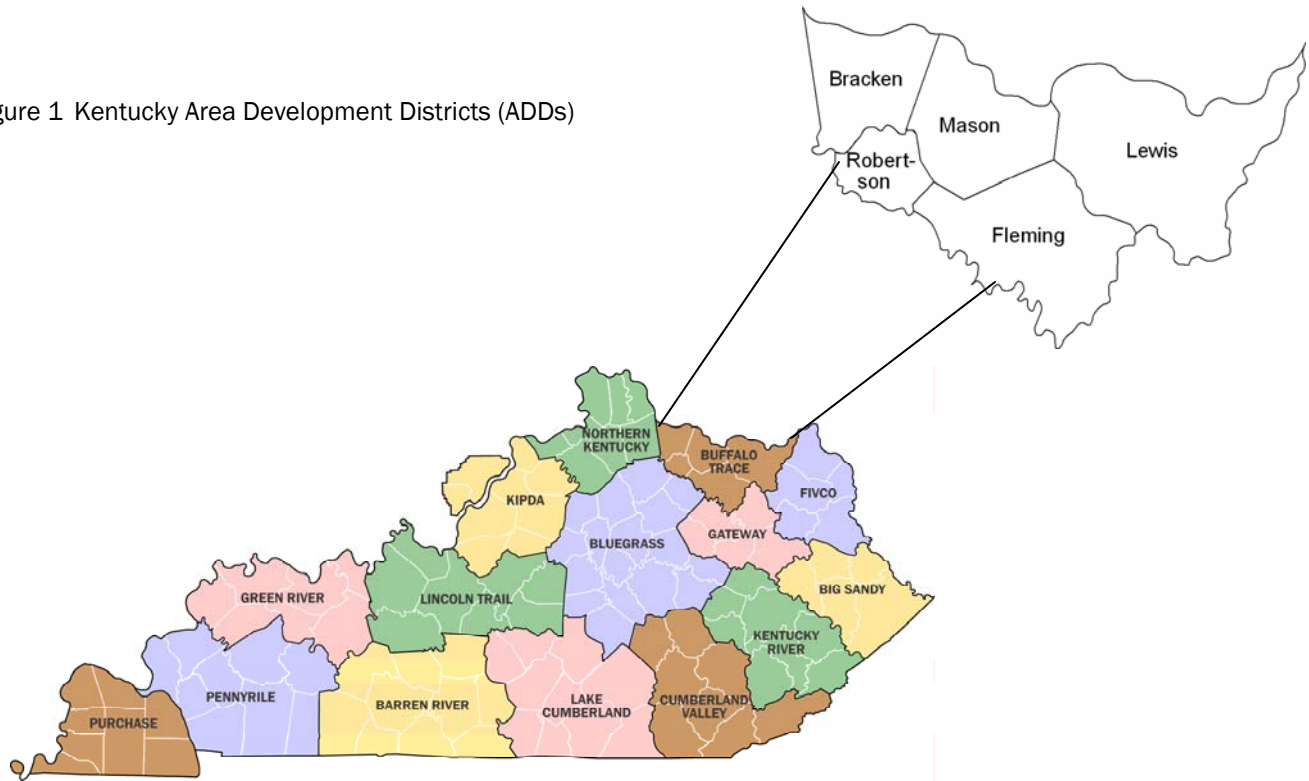 gure 1 Kentucky Area Development Districts (ADDs)
Bracken
Mason
Lewis
Robert-
son
Fleming
NORTHERN
KENTUCKY
BUFFALO
TRACE
FIVCO
KIPDA
GATEWAY
BLUEGRASS
BIG SANDY
GREEN RIVER
LINCOLN TRAIL
KENTUCKY
RIVER
PENNYRILE
BARREN RIVER
LAKE
CUMBERLAND
CUMBERLAND
VALLEY
PURCHASE